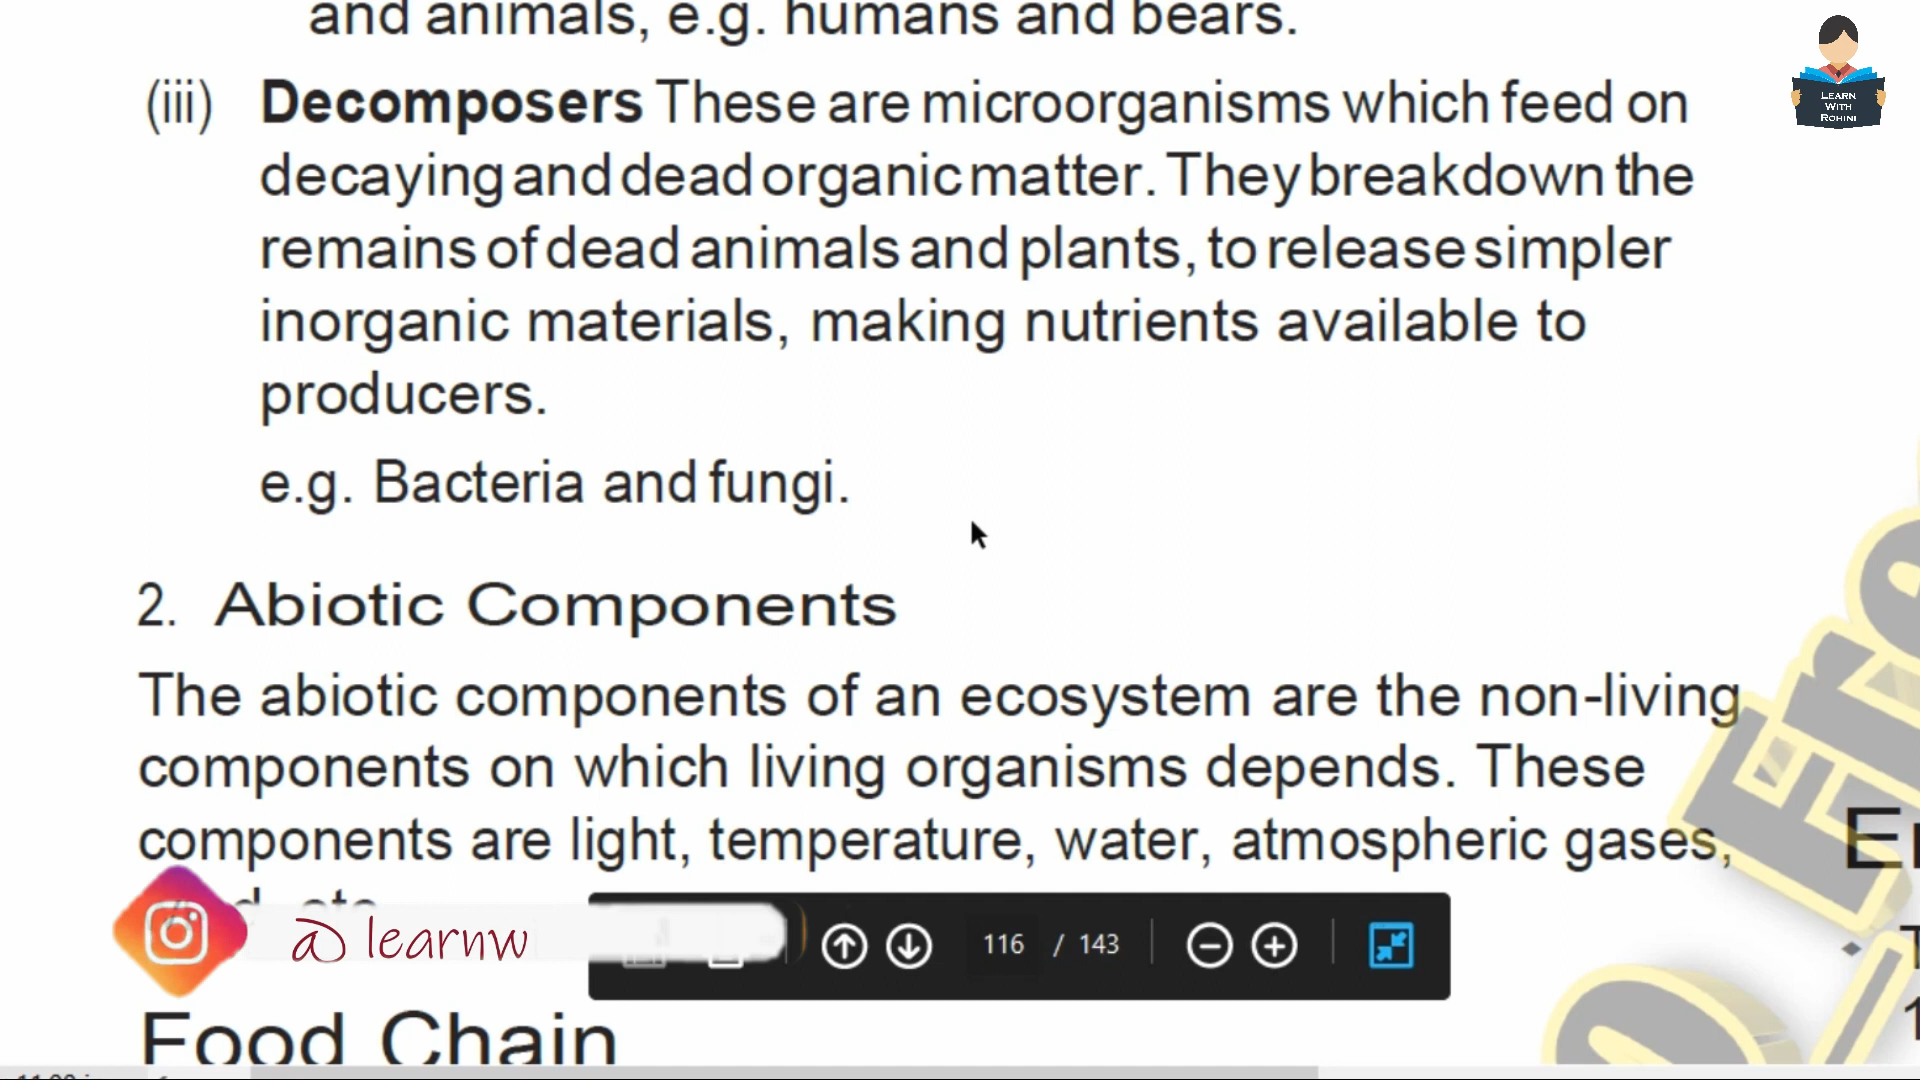 and animals, e.g. humans and bears.
(iii) Decomposers These are microorganisms which feed on
decaying and dead organic matter. They breakdown the
remains of dead animals and plants, to release simpler
inorganic materials, making nutrients available to
producers.
e.g. Bacteria and fungi.
2. Abiotic Components
The abiotic components of an ecosystem are the non-living
components on which living organisms depends. These
components are light, temperature, water, atmospheric gases,
etc
@learnw
116 / 143
Food Chain
LEARN
WITH
ROHINI